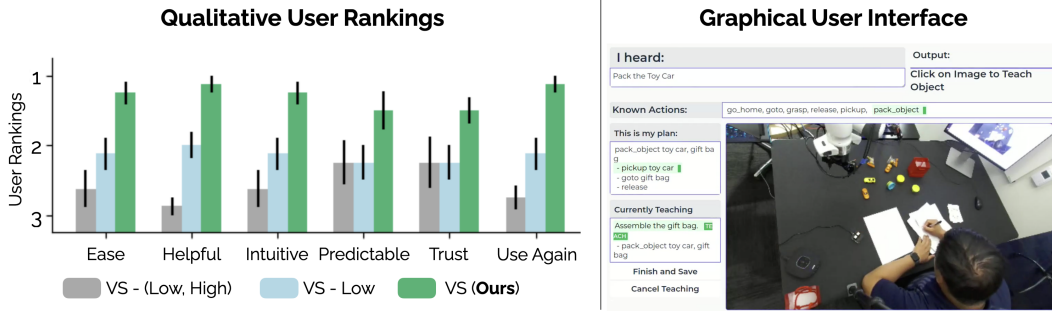 Qualitative User Rankings
User Rankings
1
2
3
Ease
Helpful
Intuitive
Predictable
Trust
Use Again
VS - (Low, High)
VS - Low
VS (Ours)
Graphical User Interface
I heard:
Pack the Toy Car
Output:
Click on Image to Teach
Object
Known Actions:
go_home, goto, grasp, release, pickup, pack_object
This is my plan:
pack_object toy car, gift ba
g
- pickup toy car
- goto gift bag
- release
Currently Teaching
Assemble the gift bag. TE
ACH
- pack_object toy car, gift
bag
Finish and Save
Cancel Teaching